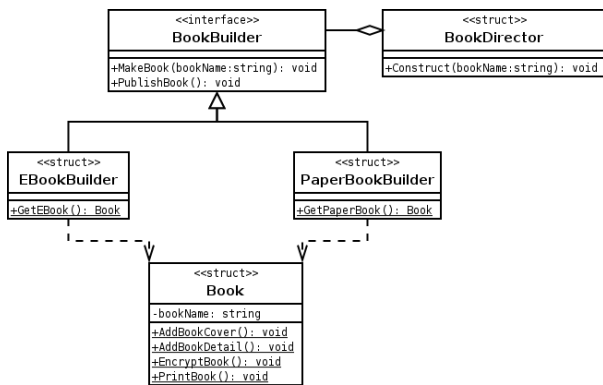 <<interface>>
BookBuilder
+MakeBook(bookName:string): void
+PublishBook(): void
<<struct>>
BookDirector
+Construct(bookName:string): void
<<struct>>
EBookBuilder
+GetEBook(): Book
<<struct>>
PaperBookBuilder
+GetPaperBook(): Book
<<struct>>
Book
-bookName: string
+AddBookCover(): void
+AddBookDetail(): void
+EncryptBook(): void
+PrintBook(): void